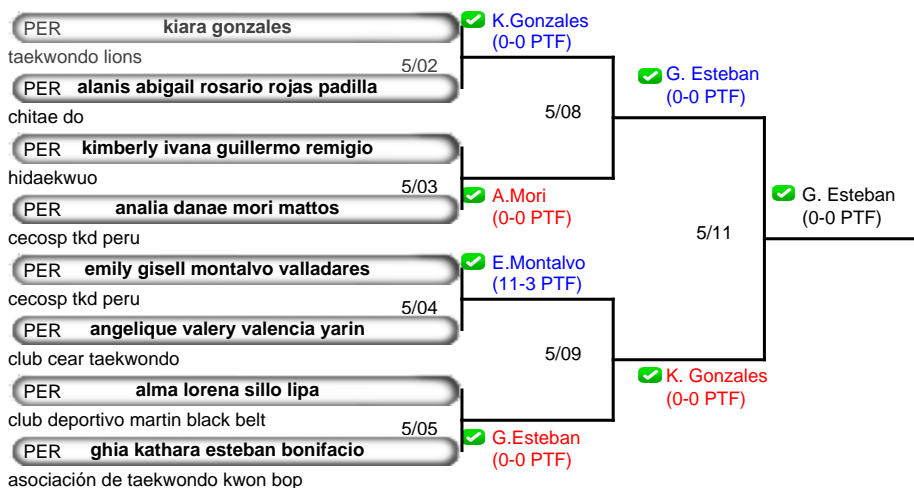 PER kiara gonzales
taekwondo lions
5/02
PER alanis abigail rosario rojas padilla
chitae do
K.Gonzales
(0-0 PTF)
PER kimberly ivana guillermo remigio
hidaekwuo
5/03
PER analia danae mori mattos
cecosp tkd peru
A.Mori
(0-0 PTF)
5/08
G. Esteban
(0-0 PTF)
PER emily gisell montalvo valladares
cecosp tkd peru
5/04
PER angelique valery valencia yarin
club cear taekwondo
E.Montalvo
(11-3 PTF)
PER alma lorena sillo lipa
club deportivo martin black belt
5/05
PER ghia kathara esteban bonifacio
asociación de taekwondo kwon bop
G.Esteban
(0-0 PTF)
5/09
K. Gonzales
(0-0 PTF)
5/11
G. Esteban
(0-0 PTF)